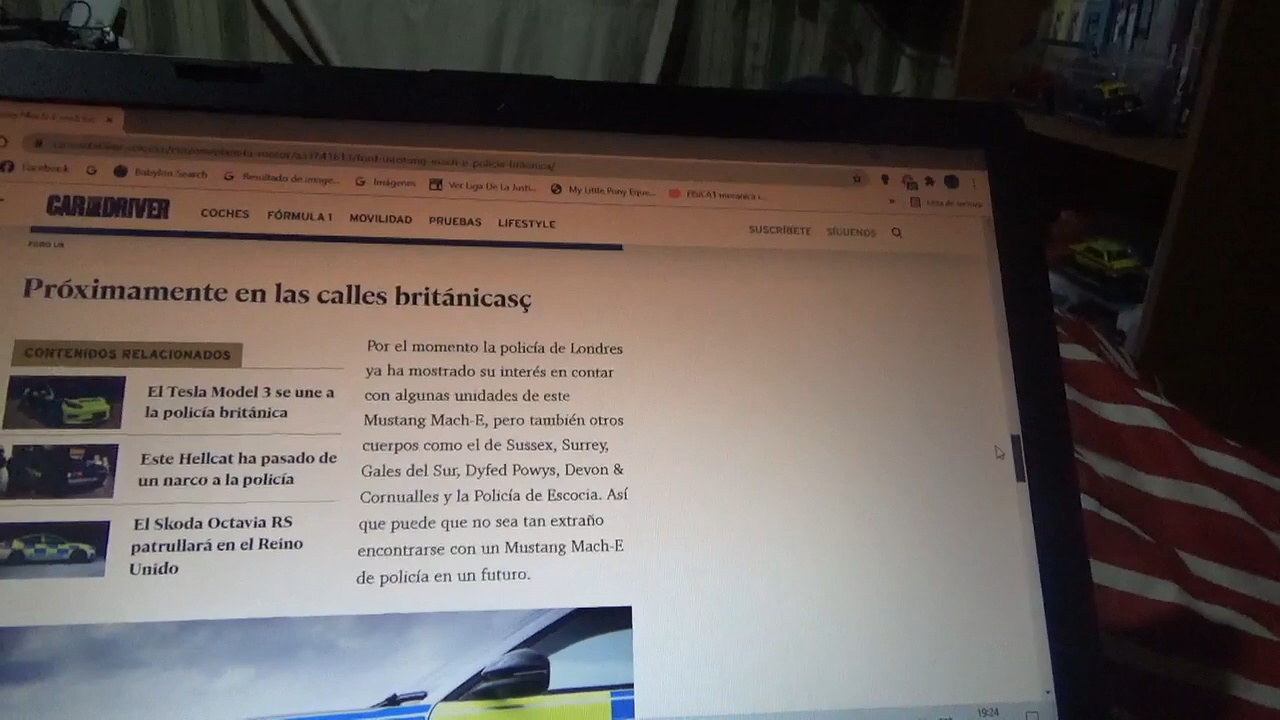 Facebook
Babylon Search
Resultado de image...
Imágenes
Ver Liga De La Justi...
My Little Pony Eque...
Lista de lectura
CAR AND DRIVER
COCHES
FÓRMULA 1
MOVILIDAD
PRUEBAS
LIFESTYLE
SUSCRÍBETE
SÍGUENOS
FORD UK
Próximamente en las calles británicasç
CONTENIDOS RELACIONADOS
El Tesla Model 3 se une a
la policía británica
Este Hellcat ha pasado de
un narco a la policía
El Skoda Octavia RS
patrullará en el Reino
Unido
Por el momento la policía de Londres
ya ha mostrado su interés en contar
con algunas unidades de este
Mustang Mach-E, pero también otros
cuerpos como el de Sussex, Surrey,
Gales del Sur, Dyfed Powys, Devon &
Cornualles y la Policía de Escocia. Así
que puede que no sea tan extraño
encontrarse con un Mustang Mach-E
de policía en un futuro.
19:24